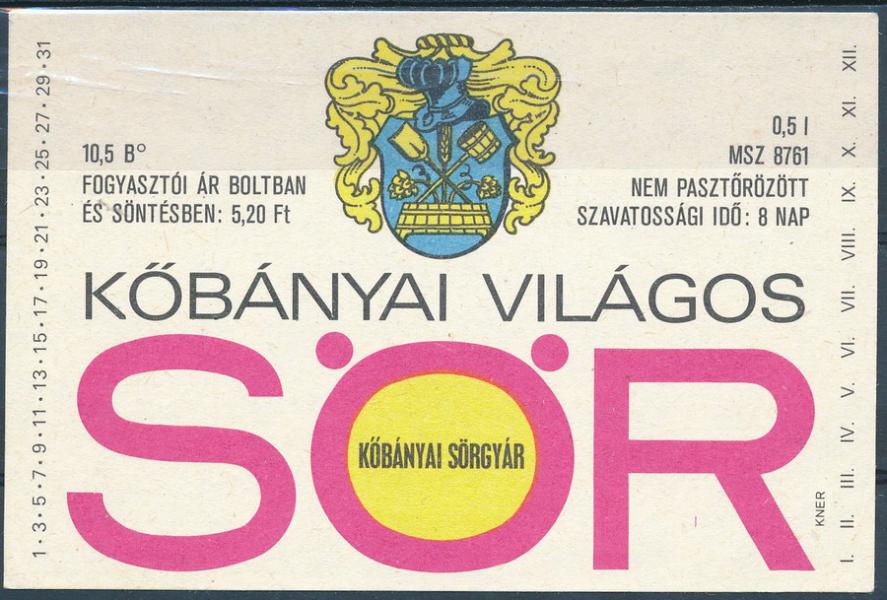 1 • 3 • 5 • 7 • 9 • 11 • 13 • 15 • 17 • 19 • 21 • 23 • 25 • 27 • 29 • 31
10,5 B°
FOGYASZTÓI ÁR BOLTBAN
ÉS SÖNTÉSBEN: 5,20 Ft
0,5 l
MSZ 8761
NEM PASZTŐRÖZÖTT
SZAVATOSSÁGI IDŐ: 8 NAP
KŐBÁNYAI VILÁGOS
SÖR
KŐBÁNYAI SÖRGYÁR
KNER
I. II. III. IV. V. VI. VII. VIII. IX. X. XI. XII.